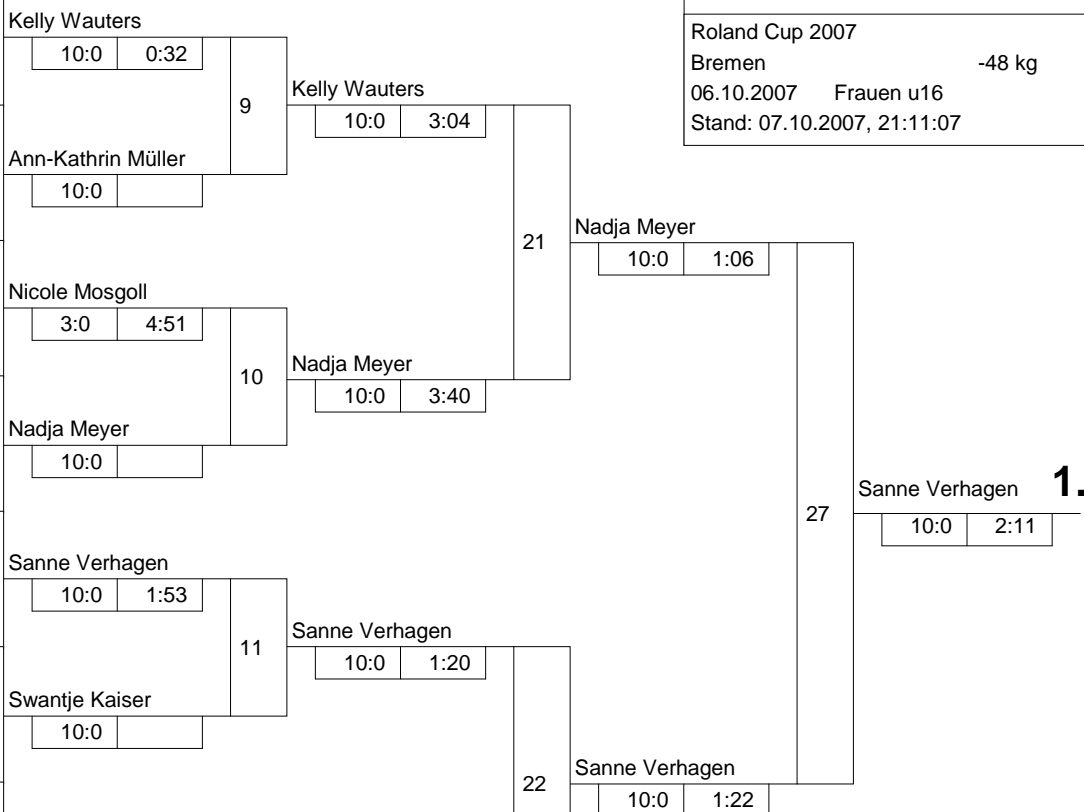 Kelly Wauters
10:0 0:32
9
Ann-Kathrin Müller
10:0
Nicole Mosgoll
3:0 4:51
10
Nadja Meyer
10:0
Sanne Verhagen
10:0 1:53
11
Swantje Kaiser
10:0
Kelly Wauters
10:0 3:04
21
Nadja Meyer
10:0 3:40
Sanne Verhagen
10:0 1:20
22
Nadja Meyer
10:0 1:06
27
Sanne Verhagen
10:0 1:22
Sanne Verhagen 1.
10:0 2:11
Roland Cup 2007
Bremen -48 kg
06.10.2007 Frauen u16
Stand: 07.10.2007, 21:11:07